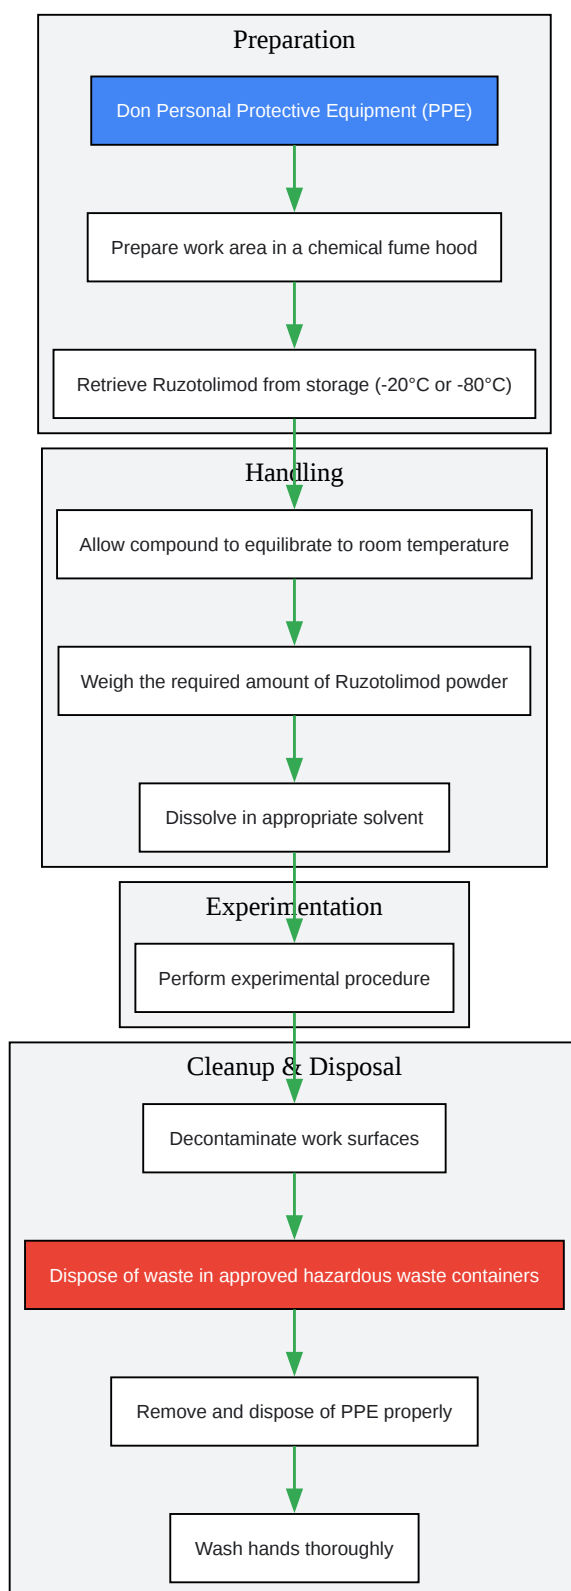 Preparation
Don Personal Protective Equipment (PPE)
Prepare work area in a chemical fume hood
Retrieve Ruzotolimod from storage (-20°C or -80°C)
Handling
Allow compound to equilibrate to room temperature
Weigh the required amount of Ruzotolimod powder
Dissolve in appropriate solvent
Experimentation
Perform experimental procedure
Cleanup & Disposal
Decontaminate work surfaces
Dispose of waste in approved hazardous waste containers
Remove and dispose of PPE properly
Wash hands thoroughly